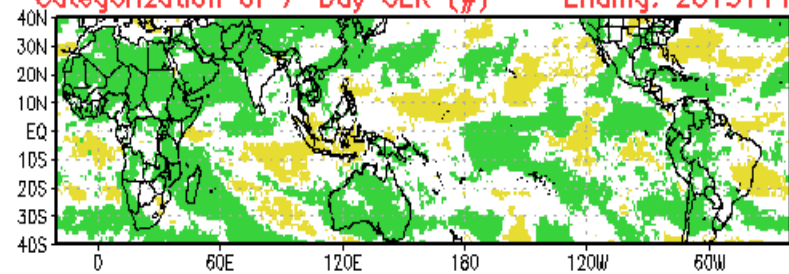 Categorization of 7-Day OLR (#) Ending:
40N
30N
20N
10N
EQ
10S
20S
30S
40S
0 60E 120E 180 120W 60W